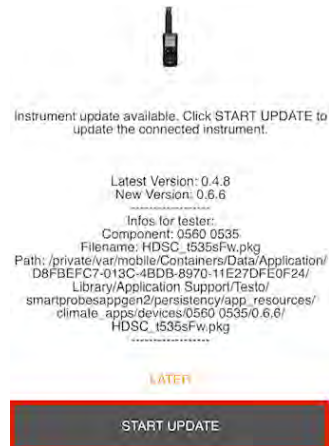 Instrument update available. Click START UPDATE to
update the connected instrument.
Latest Version: 0.4.8
New Version: 0.6.6
-------------------
Infos for tester:
Component: 0560 0535
Filename: HDSC_t535sFw.pkg
Path: /private/var/mobile/Containers/Data/Application/
D8FBEFC7-013C-4BDB-8970-11E27DFE0F24/
Library/Application Support/Testo/
smartprobesappgen2/persistency/app_resources/
climate_apps/devices/0560 0535/0.6.6/
HDSC_t535sFw.pkg
-------------------
LATER
START UPDATE